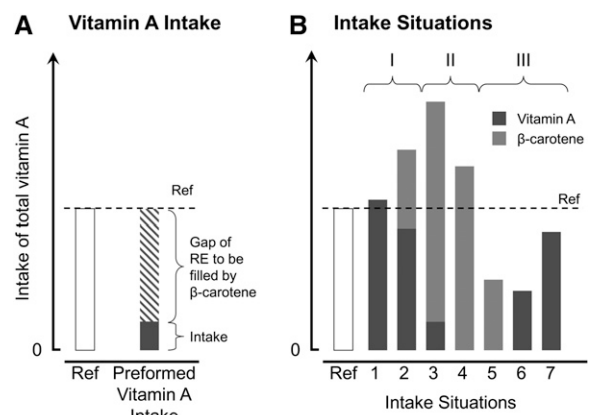 A Vitamin A Intake
Intake of total vitamin A
Ref
Gap of
RE to be
filled by
β-carotene
Intake
0
Ref Preformed
Vitamin A
Intake
B Intake Situations
I II III
Vitamin A
β-carotene
Ref
0
Ref 1 2 3 4 5 6 7
Intake Situations